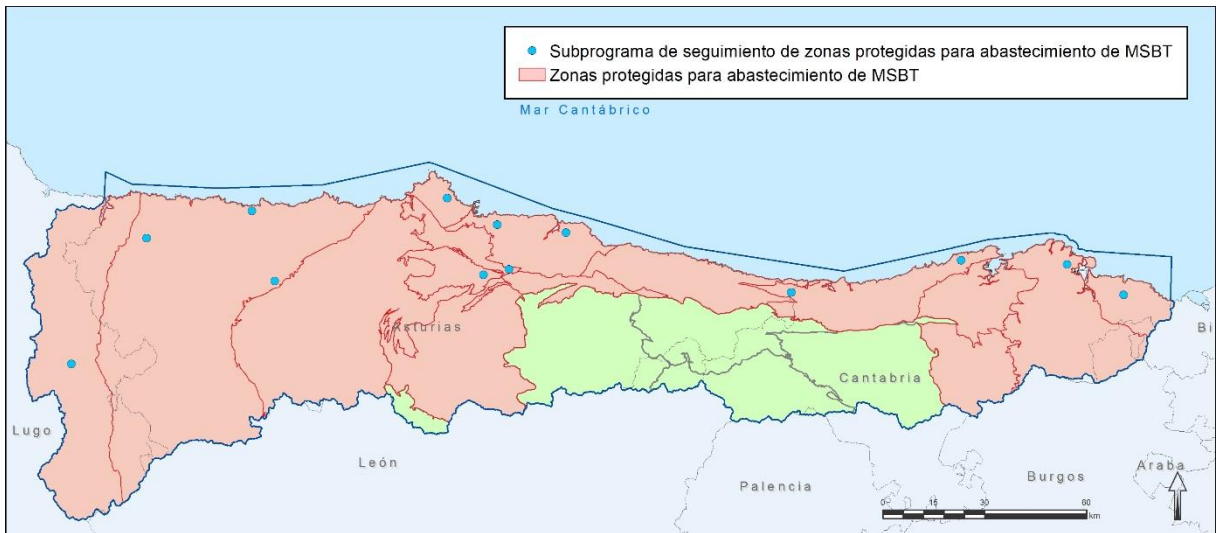 Subprograma de seguimiento de zonas protegidas para abastecimiento de MSBT
Zonas protegidas para abastecimiento de MSBT
Mar Cantábrico
Asturias
Bi
Cantabria
Lugo
León
Palencia
Burgos
Araba
0 15 30 60
km